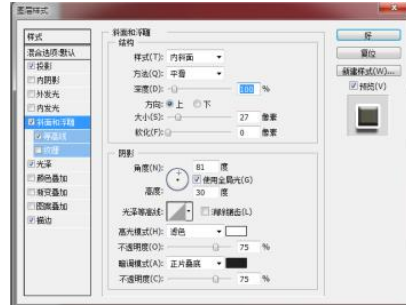 图层样式
样式
混合选项:默认
投影
内阴影
外发光
内发光
斜面和浮雕
等高线
纹理
光泽
颜色叠加
渐变叠加
图案叠加
描边
斜面和浮雕
结构
样式(T): 内斜面
方法(Q): 平滑
深度(D): 100 %
方向: 上 下
大小(S): 27 像素
软化(F): 0 像素
阴影
角度(N): 81 度
使用全局光(G)
高度: 30 度
光泽等高线: 消除锯齿(L)
高光模式(H): 滤色
不透明度(O): 75 %
暗调模式(A): 正片叠底
不透明度(C): 75 %
好
复位
新建样式(W)...
预览(V)